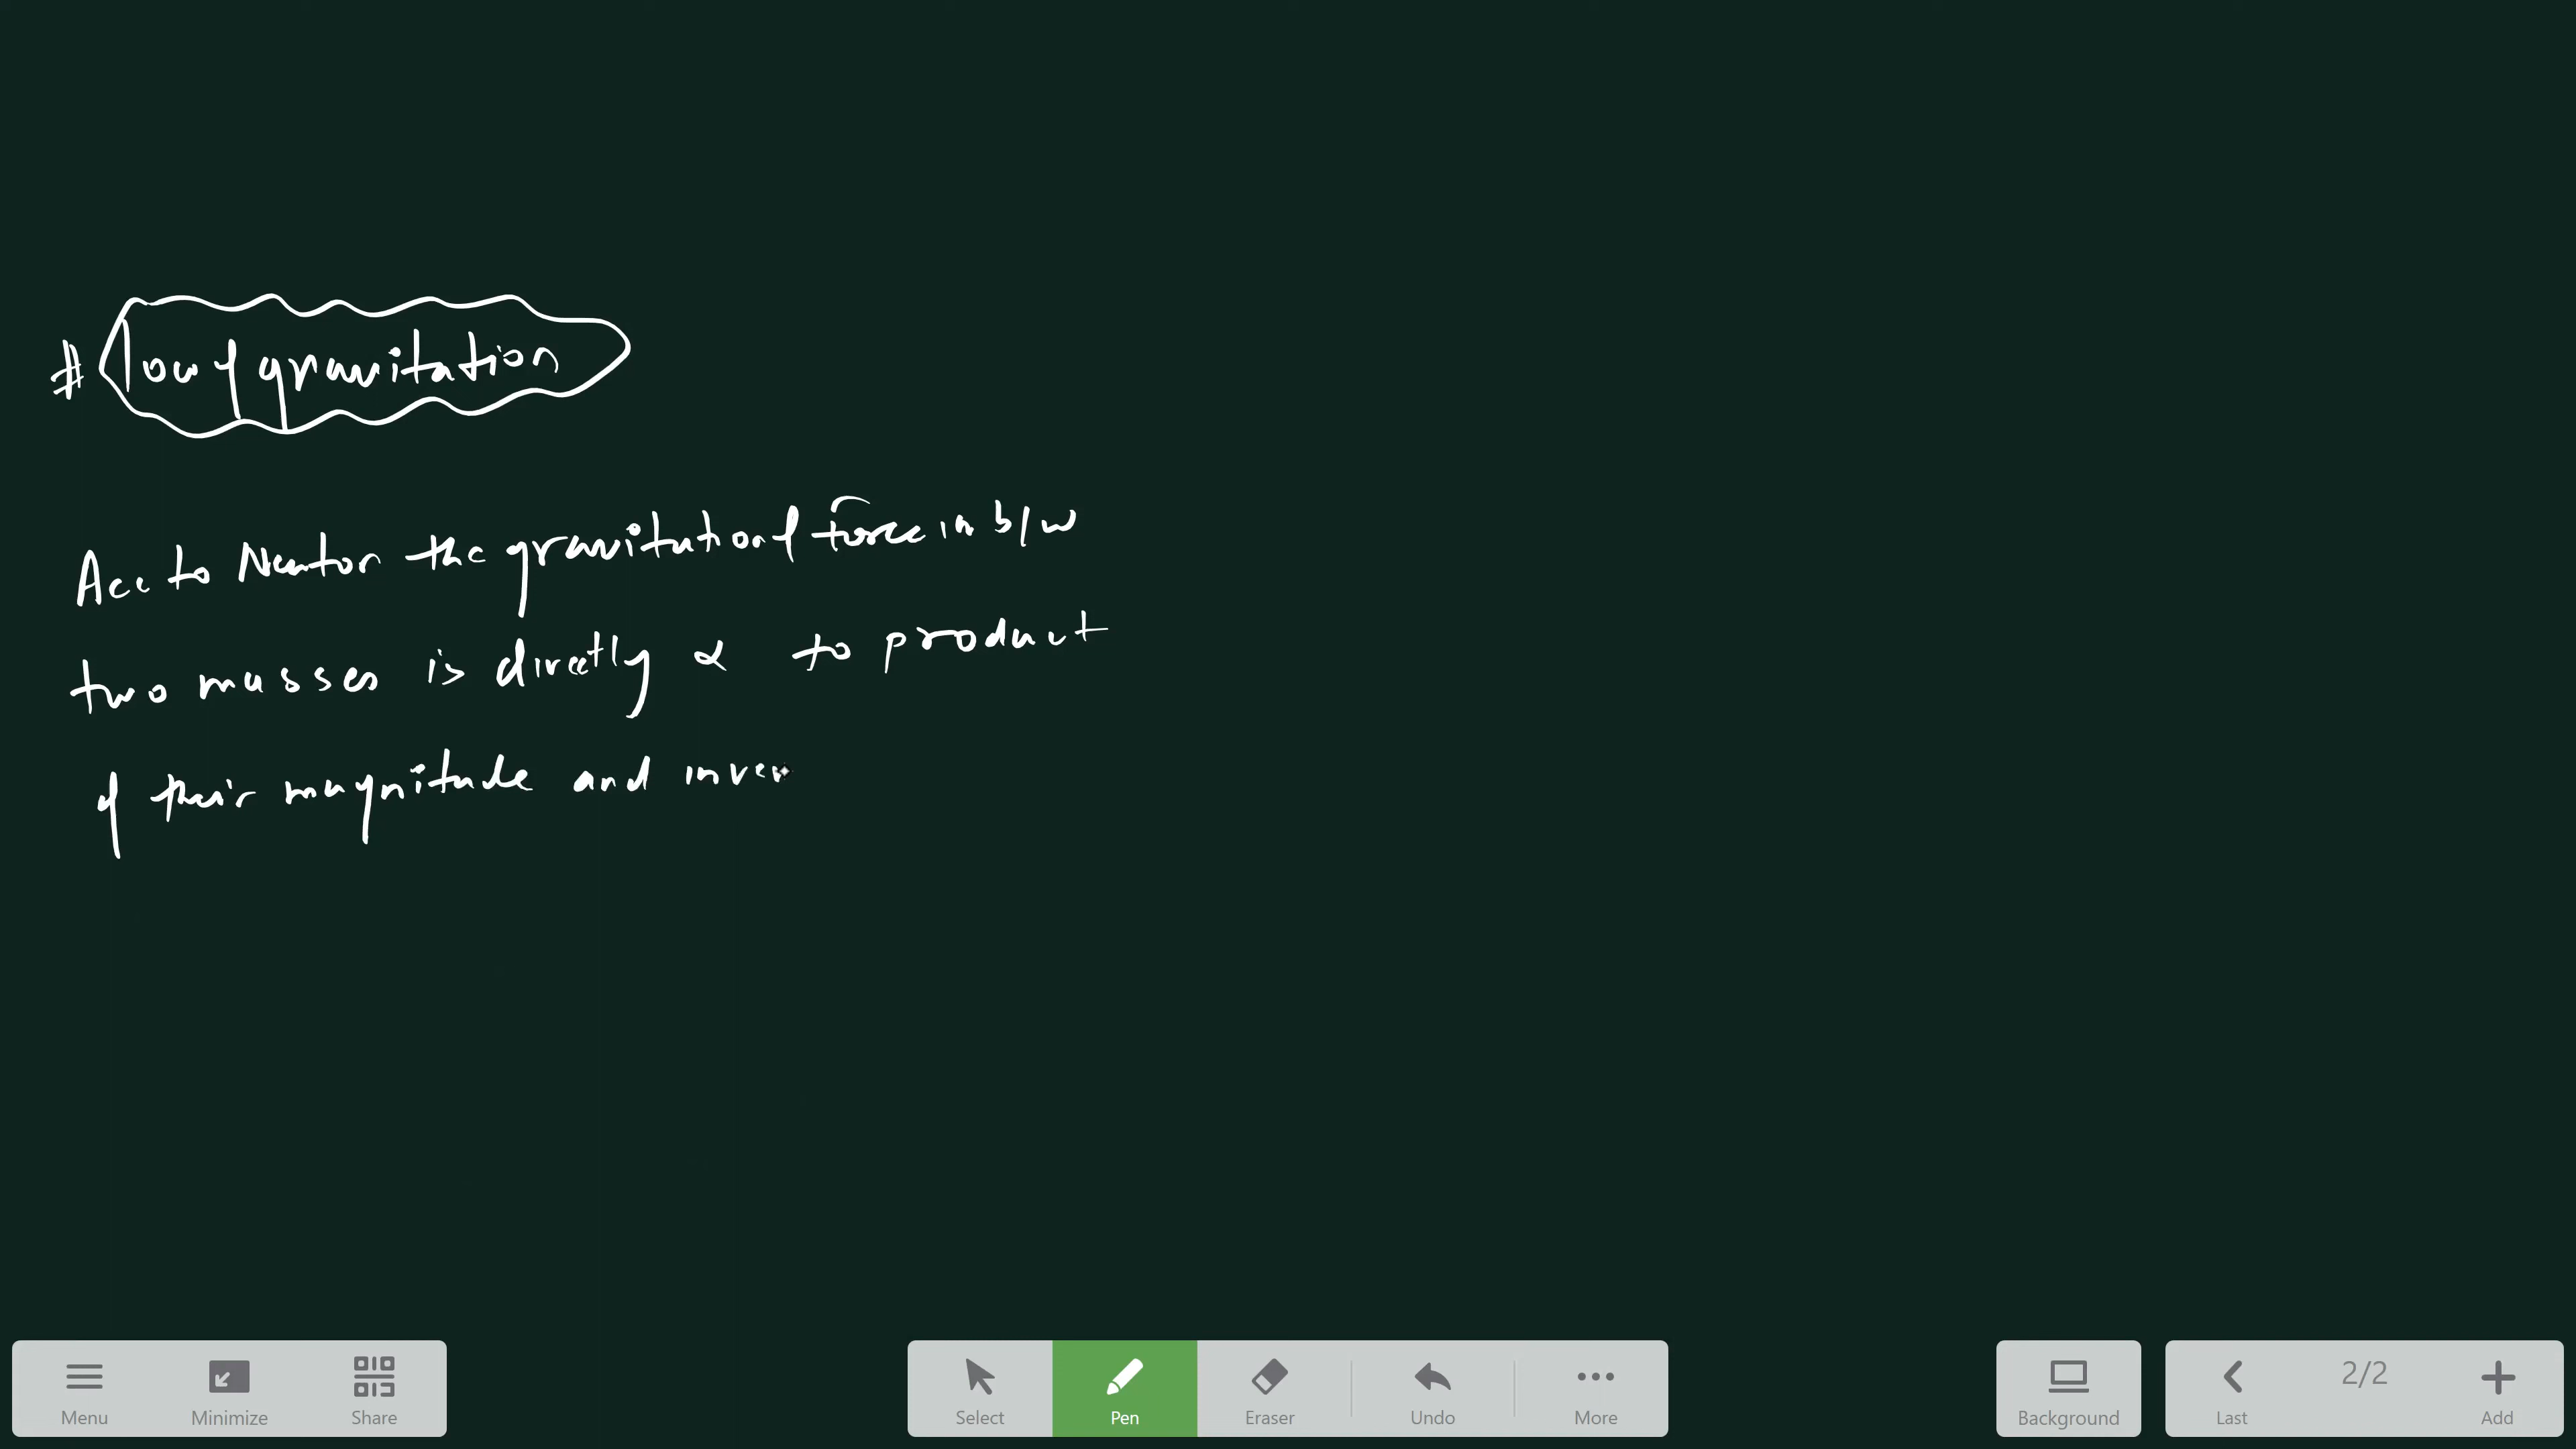 # law of gravitation
Acc to Newton the gravitational force in b/w
two masses is directly α to product
of their magnitude and inver
Menu
Minimize
Share
Select
Pen
Eraser
Undo
More
Background
Last
2/2
Add